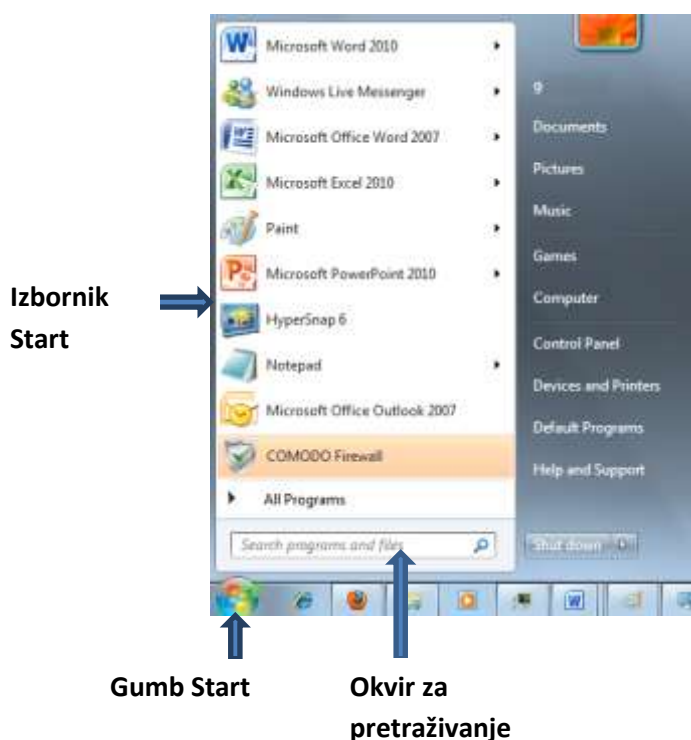 Microsoft Word 2010
Windows Live Messenger
Microsoft Office Word 2007
Microsoft Excel 2010
Paint
Microsoft PowerPoint 2010
HyperSnap 6
Notepad
Microsoft Office Outlook 2007
COMODO Firewall
All Programs
Search programs and files
g
Documents
Pictures
Music
Games
Computer
Control Panel
Devices and Printers
Default Programs
Help and Support
Shut down
Izbornik
Start
Gumb Start
Okvir za
pretraživanje